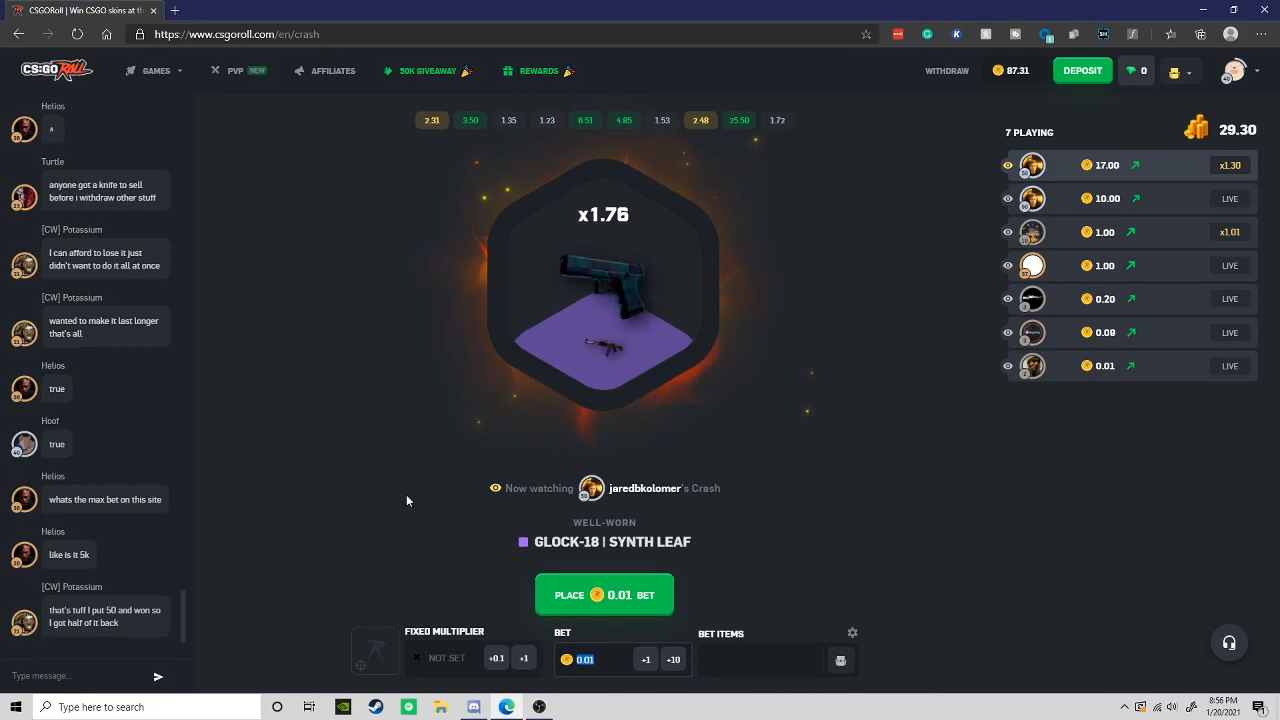 CSGORoll | Win CSGO skins at th
https://www.csgoroll.com/en/crash
CS:GO ROLL
GAMES
PVP NEW
AFFILIATES
50K GIVEAWAY
REWARDS
WITHDRAW
87.31
DEPOSIT
0
40
2.31 3.50 1.35 1.23 6.51 4.85 1.53 2.48 25.50 1.72
Helios
^
Turtle
anyone got a knife to sell
before i withdraw other stuff
[CW] Potassium
I can afford to lose it just
didn't want to do it all at once
[CW] Potassium
wanted to make it last longer
that's all
Helios
true
Hoof
true
Helios
whats the max bet on this site
Helios
like is it 5k
[CW] Potassium
that's tuff I put 50 and won so
I got half of it back
Type message...
x1.76
Now watching jaredbkolomer's Crash
WELL-WORN
GLOCK-18 | SYNTH LEAF
PLACE 0.01 BET
FIXED MULTIPLIER
NOT SET +0.1 +1
BET
0.01 +1 +10
BET ITEMS
7 PLAYING 29.30
17.00 x1.30
10.00 LIVE
1.00 x1.01
1.00 LIVE
0.20 LIVE
0.09 LIVE
0.01 LIVE
Type here to search
8:56 PM
1/20/2021